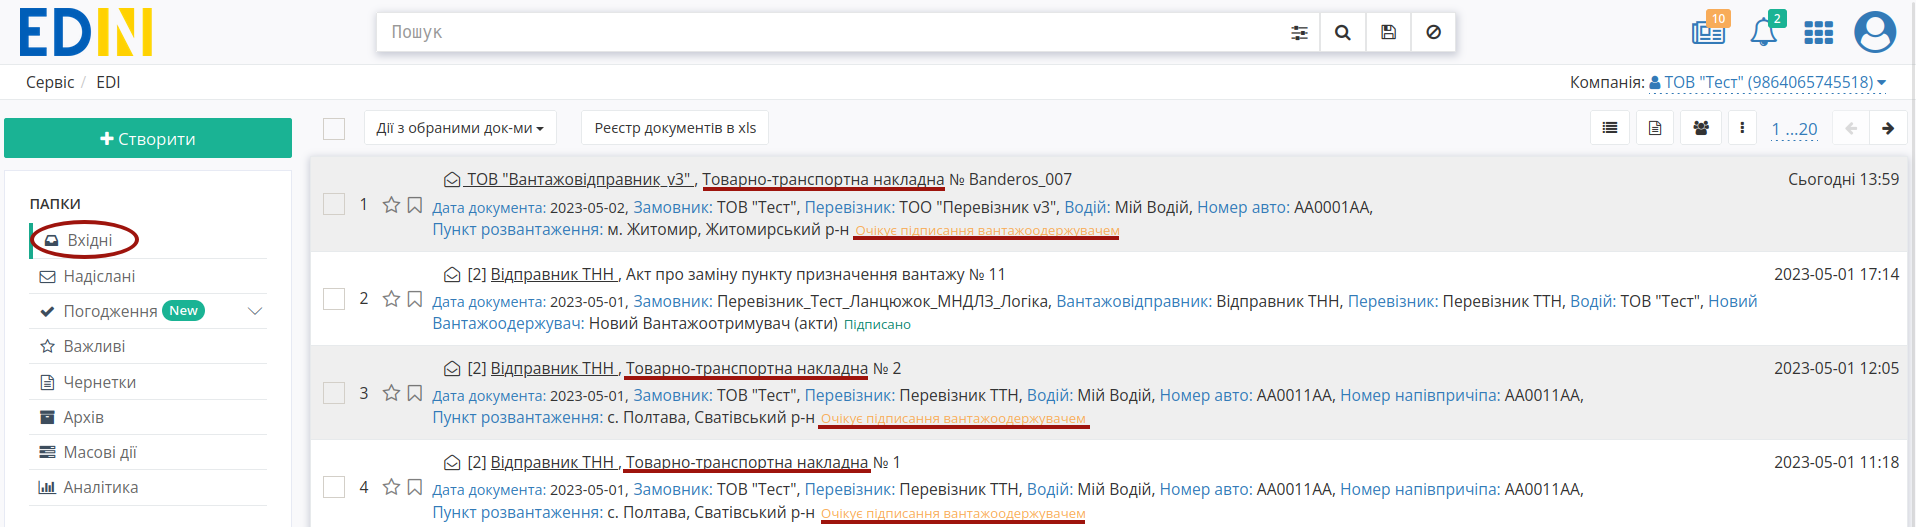 EDIN
Пошук
10
2
Сервіс / EDI
Компанія: ТОВ "Тест" (9864065745518)
Створити
Дії з обраними док-ми
Реєстр документів в xls
1 ...20
ПАПКИ
Вхідні
Надіслані
Погодження New
Важливі
Чернетки
Архів
Масові дії
Аналітика
ТОВ "Вантажовідправник_v3" , Товарно-транспортна накладна № Banderos_007
Сьогодні 13:59
1
Дата документа: 2023-05-02, Замовник: ТОВ "Тест", Перевізник: ТОО "Перевізник v3", Водій: Мій Водій, Номер авто: АА0001АА,
Пункт розвантаження: м. Житомир, Житомирський р-н Очікує підписання вантажоодержувачем
[2] Відправник ТНН , Акт про заміну пункту призначення вантажу № 11
2023-05-01 17:14
2
Дата документа: 2023-05-01, Замовник: Перевізник_Тест_Ланцюжок_МНДЛЗ_Логіка, Вантажовідправник: Відправник ТНН, Перевізник: Перевізник ТТН, Водій: ТОВ "Тест", Новий
Вантажоодержувач: Новий Вантажоотримувач (акти) Підписано
[2] Відправник ТНН , Товарно-транспортна накладна № 2
2023-05-01 12:05
3
Дата документа: 2023-05-01, Замовник: ТОВ "Тест", Перевізник: Перевізник ТТН, Водій: Мій Водій, Номер авто: АА0011АА, Номер напівпричіпа: АА0011АА,
Пункт розвантаження: с. Полтава, Сватівський р-н Очікує підписання вантажоодержувачем
[2] Відправник ТНН , Товарно-транспортна накладна № 1
2023-05-01 11:18
4
Дата документа: 2023-05-01, Замовник: ТОВ "Тест", Перевізник: Перевізник ТТН, Водій: Мій Водій, Номер авто: АА0011АА, Номер напівпричіпа: АА0011АА,
Пункт розвантаження: с. Полтава, Сватівський р-н Очікує підписання вантажоодержувачем